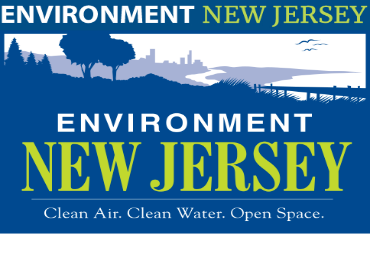 ENVIRONMENT NEW JERSEY
ENVIRONMENT
NEW JERSEY
Clean Air. Clean Water. Open Space.